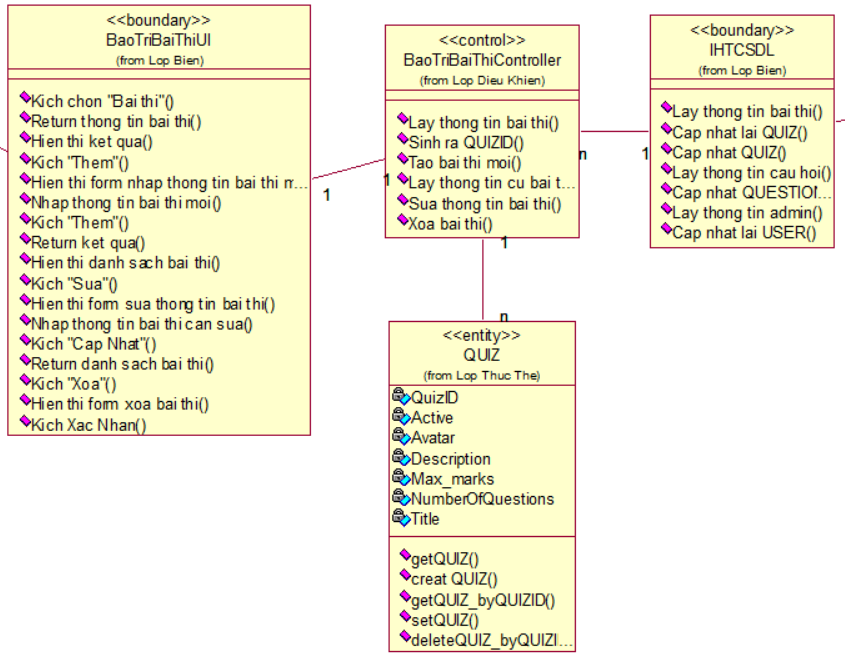 <<boundary>>
BaoTriBaiThiUI
(from Lop Bien)
Kich chon "Bai thi"()
Return thong tin bai thi()
Hien thi ket qua()
Kich "Them"()
Hien thi form nhap thong tin bai thi m...
Nhap thong tin bai thi moi()
Kich "Them"()
Return ket qua()
Hien thi danh sach bai thi()
Kich "Sua"()
Hien thi form sua thong tin bai thi()
Nhap thong tin bai thi can sua()
Kich "Cap Nhat"()
Return danh sach bai thi()
Kich "Xoa"()
Hien thi form xoa bai thi()
Kich Xac Nhan()
1
1
<<control>>
BaoTriBaiThiController
(from Lop Dieu Khien)
Lay thong tin bai thi()
Sinh ra QUIZID()
Tao bai thi moi()
Lay thong tin cu bai t...
Sua thong tin bai thi()
Xoa bai thi()
n
1
<<boundary>>
IHTCSDL
(from Lop Bien)
Lay thong tin bai thi()
Cap nhat lai QUIZ()
Cap nhat QUIZ()
Lay thong tin cau hoi()
Cap nhat QUESTIO...
Lay thong tin admin()
Cap nhat lai USER()
1
n
<<entity>>
QUIZ
(from Lop Thuc The)
QuizID
Active
Avatar
Description
Max_marks
NumberOfQuestions
Title
getQUIZ()
creat QUIZ()
getQUIZ_byQUIZID()
setQUIZ()
deleteQUIZ_byQUIZI...